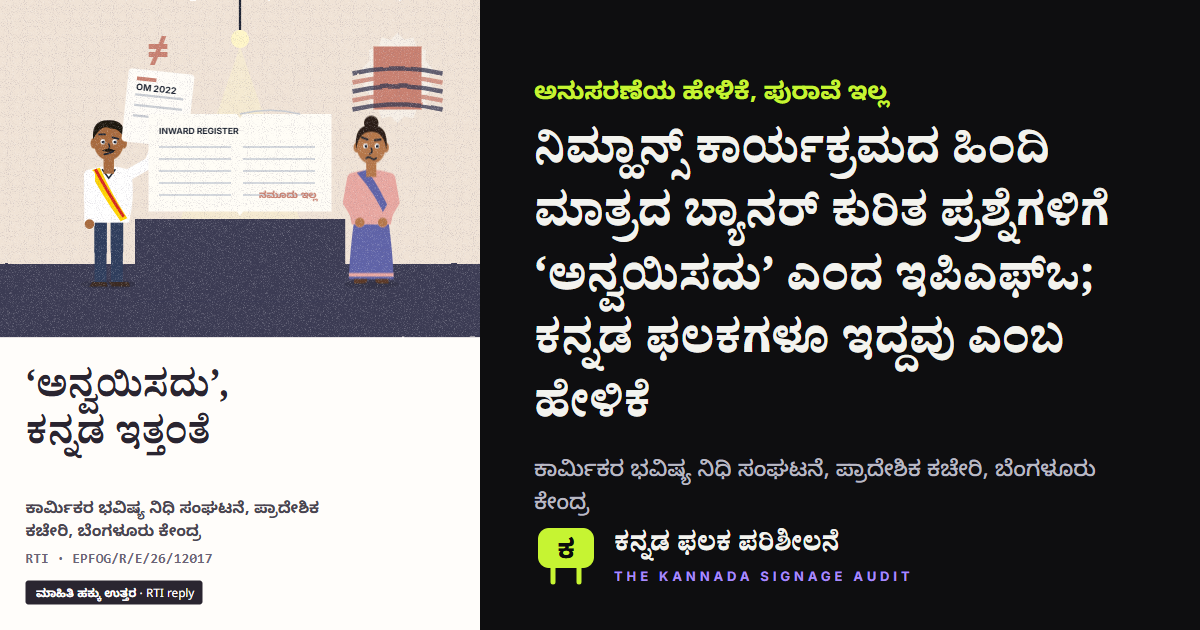 ≠
OM 2022
INWARD REGISTER
ನಮೂದು ಇಲ್ಲ
‘ಅನ್ವಯಿಸದು’,
ಕನ್ನಡ ಇತ್ತಂತೆ
ಕಾರ್ಮಿಕರ ಭವಿಷ್ಯ ನಿಧಿ ಸಂಘಟನೆ, ಪ್ರಾದೇಶಿಕ
ಕಚೇರಿ, ಬೆಂಗಳೂರು ಕೇಂದ್ರ
RTI · EPFOG/R/E/26/12017
ಮಾಹಿತಿ ಹಕ್ಕು ಉತ್ತರ · RTI reply
ಅನುಸರಣೆಯ ಹೇಳಿಕೆ, ಪುರಾವೆ ಇಲ್ಲ
ನಿಮ್ಹಾನ್ಸ್ ಕಾರ್ಯಕ್ರಮದ ಹಿಂದಿ
ಮಾತ್ರದ ಬ್ಯಾನರ್ ಕುರಿತ ಪ್ರಶ್ನೆಗಳಿಗೆ
‘ಅನ್ವಯಿಸದು’ ಎಂದ ಇಪಿಎಫ್‌ಒ;
ಕನ್ನಡ ಫಲಕಗಳೂ ಇದ್ದವು ಎಂಬ
ಹೇಳಿಕೆ
ಕಾರ್ಮಿಕರ ಭವಿಷ್ಯ ನಿಧಿ ಸಂಘಟನೆ, ಪ್ರಾದೇಶಿಕ ಕಚೇರಿ, ಬೆಂಗಳೂರು
ಕೇಂದ್ರ
ಕ
ಕನ್ನಡ ಫಲಕ ಪರಿಶೀಲನೆ
THE KANNADA SIGNAGE AUDIT